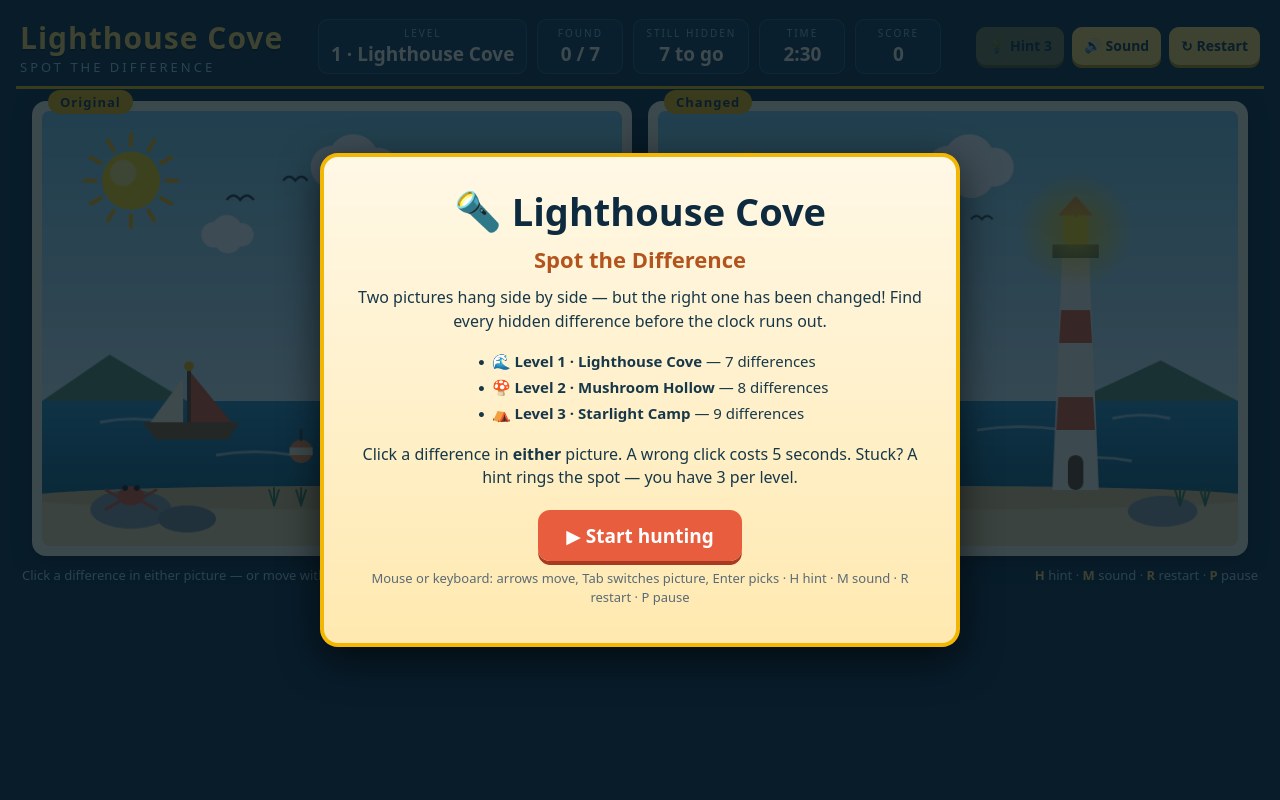 Lighthouse Cove
SPOT THE DIFFERENCE
LEVEL
1 · Lighthouse Cove
FOUND
0 / 7
STILL HIDDEN
7 to go
TIME
2:30
SCORE
0
Hint 3
Sound
↻ Restart
Original
Changed
Lighthouse Cove
Spot the Difference
Two pictures hang side by side — but the right one has been changed! Find
every hidden difference before the clock runs out.
• Level 1 · Lighthouse Cove — 7 differences
• Level 2 · Mushroom Hollow — 8 differences
• Level 3 · Starlight Camp — 9 differences
Click a difference in either picture. A wrong click costs 5 seconds. Stuck? A
hint rings the spot — you have 3 per level.
▶ Start hunting
Mouse or keyboard: arrows move, Tab switches picture, Enter picks · H hint · M sound · R
restart · P pause
Click a difference in either picture — or move
H hint · M sound · R restart · P pause